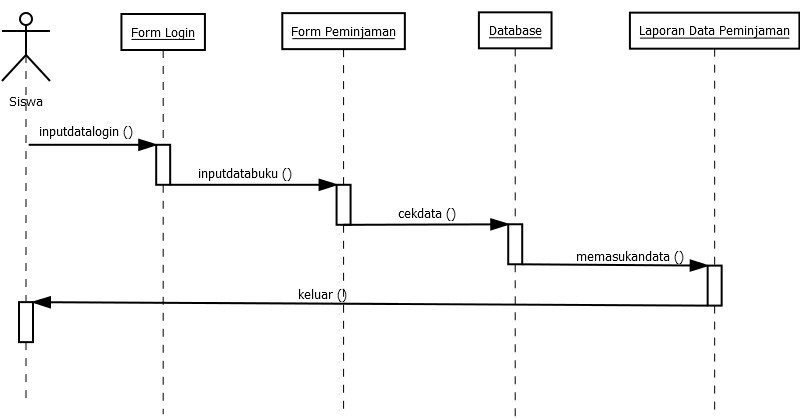 Form Login
Form Peminjaman
Database
Laporan Data Peminjaman
Siswa
inputdatalogin ()
inputdatabuku ()
cekdata ()
memasukandata ()
keluar ()